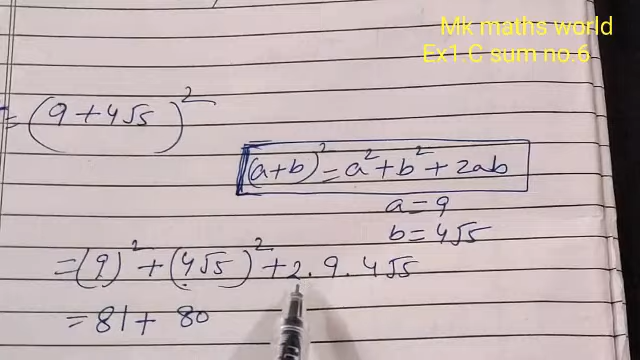 Mk maths world
Ex1.C sum no.6
= (9 + 4√5)²
(a+b)² = a² + b² + 2ab
a = 9
b = 4√5
= (9)² + (4√5)² + 2 . 9 . 4√5
= 81 + 80